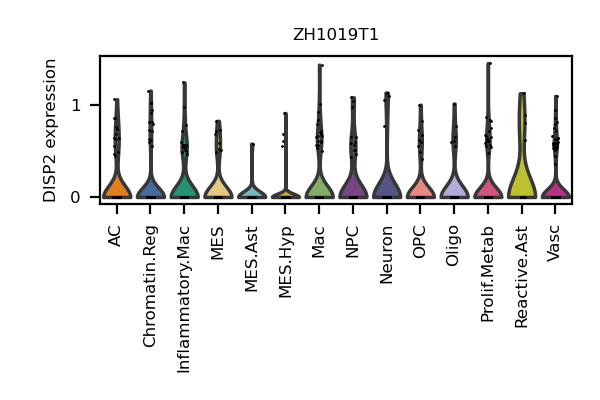 ZH1019T1
DISP2 expression
1
0
AC
Chromatin.Reg
Inflammatory.Mac
MES
MES.Ast
MES.Hyp
Mac
NPC
Neuron
OPC
Oligo
Prolif.Metab
Reactive.Ast
Vasc